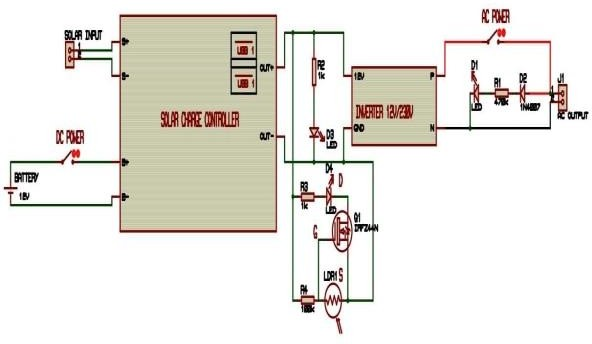 AC POWER
SOLAR INPUT
S+
USB 1
S-
USB 1
OUT+
R2
1k
12V
P
D1
R1
D2
J1
LED
470k
1N4007
AC OUTPUT
SOLAR CHARGE CONTROLLER
INVERTER 12V/230V
DC POWER
OUT-
GND
N
D3
LED
BATTERY
12V
B+
B-
D4
D
R3
1k
LED
Q1
IRFZ44N
G
LDR1
S
R4
100k